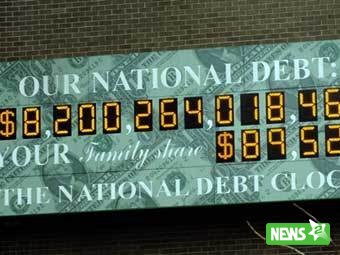 OUR NATIONAL DEBT:
$8,200,264,018,46
YOUR Family share $89,52
THE NATIONAL DEBT CLOC
NEWS